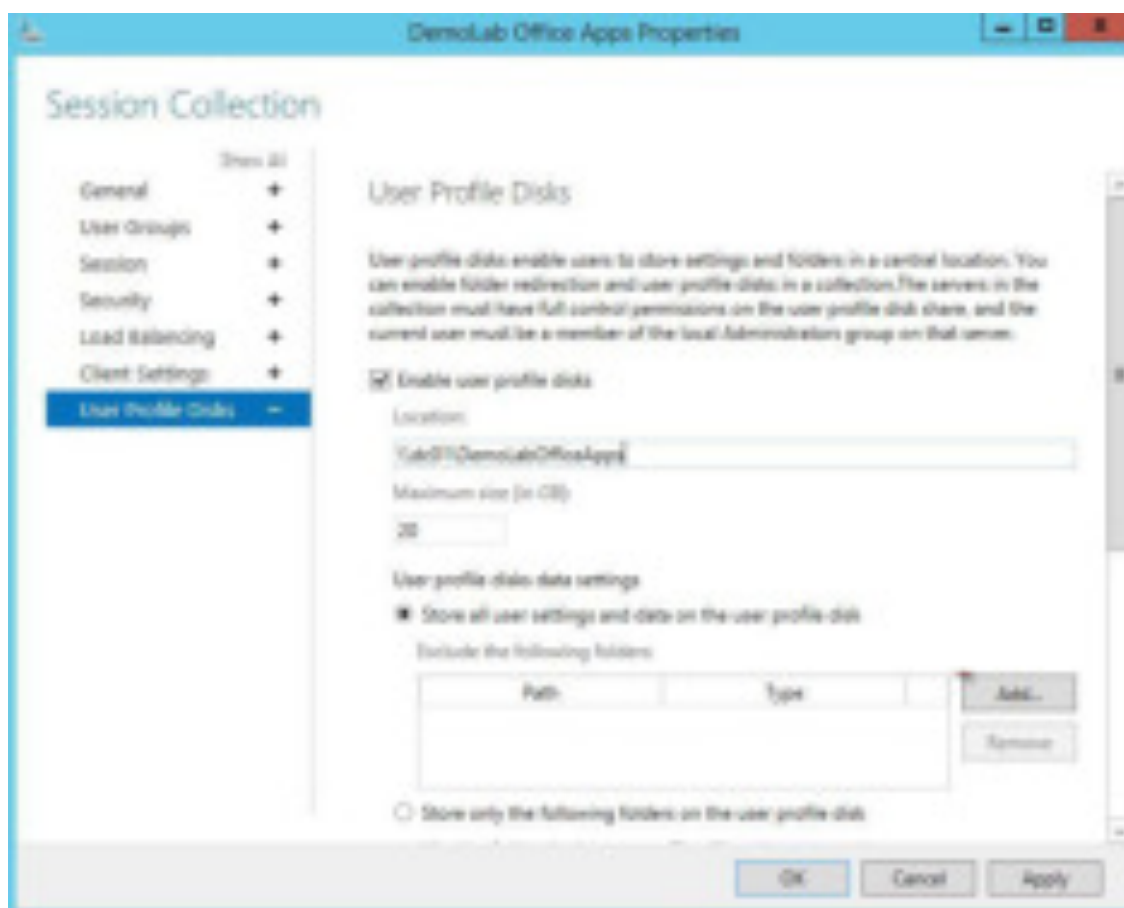 DemoLab Office Apps Properties
Session Collection
Show All
General +
User Groups +
Session +
Security +
Load Balancing +
Client Settings +
User Profile Disks −
User Profile Disks
User profile disks enable users to store settings and folders in a central location. You
can enable folder redirection and user profile disks in a collection.The servers in the
collection must have full control permissions on the user profile disk share, and the
current user must be a member of the local Administrators group on that server.
Enable user profile disks
Location:
\\dc01\DemoLabOfficeApps
Maximum size (in GB):
20
User profile disks data settings
Store all user settings and data on the user profile disk
Exclude the following folders:
Path Type
Add...
Remove
Store only the following folders on the user profile disk
OK Cancel Apply